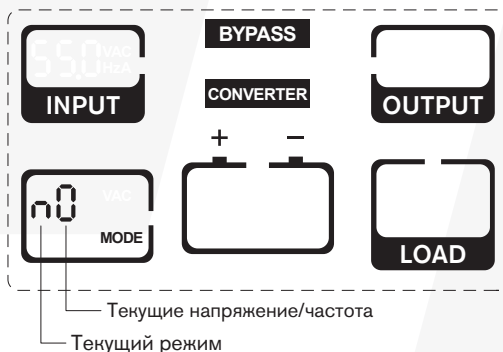 BYPASS
55.0 VAC
HzA
INPUT
CONVERTER
OUTPUT
+ −
n0 VAC
MODE
LOAD
Текущие напряжение/частота
Текущий режим